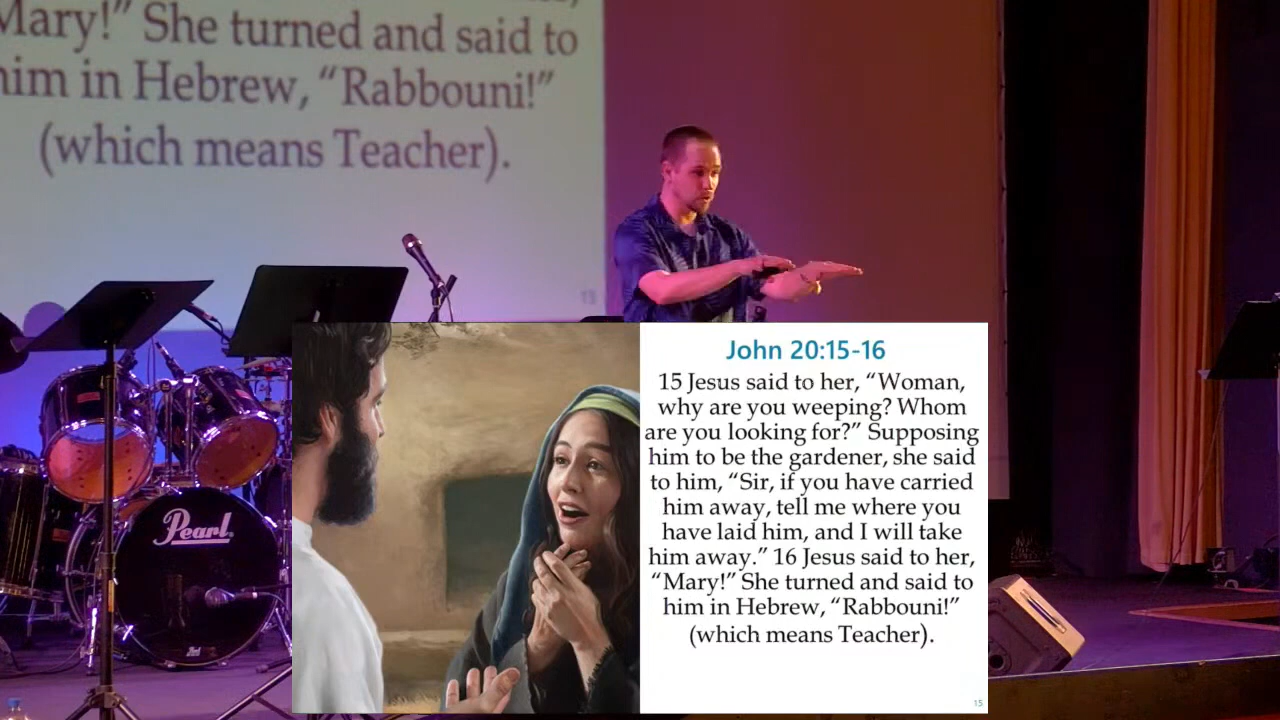 Mary!” She turned and said to
him in Hebrew, “Rabbouni!”
(which means Teacher).
15
Pearl
John 20:15-16
15 Jesus said to her, “Woman,
why are you weeping? Whom
are you looking for?” Supposing
him to be the gardener, she said
to him, “Sir, if you have carried
him away, tell me where you
have laid him, and I will take
him away.” 16 Jesus said to her,
“Mary!” She turned and said to
him in Hebrew, “Rabbouni!”
(which means Teacher).
15